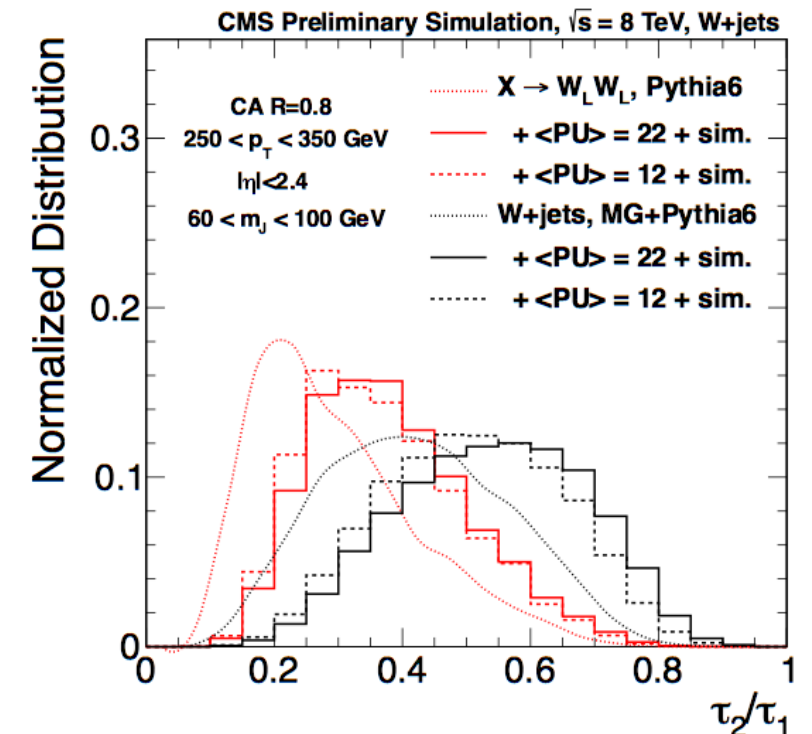 CMS Preliminary Simulation, √s = 8 TeV, W+jets
Normalized Distribution
CA R=0.8
250 < p_T < 350 GeV
|η|<2.4
60 < m_J < 100 GeV
X → W_L W_L, Pythia6
+ <PU> = 22 + sim.
+ <PU> = 12 + sim.
W+jets, MG+Pythia6
+ <PU> = 22 + sim.
+ <PU> = 12 + sim.
0.3
0.2
0.1
0
0 0.2 0.4 0.6 0.8 1
τ₂/τ₁